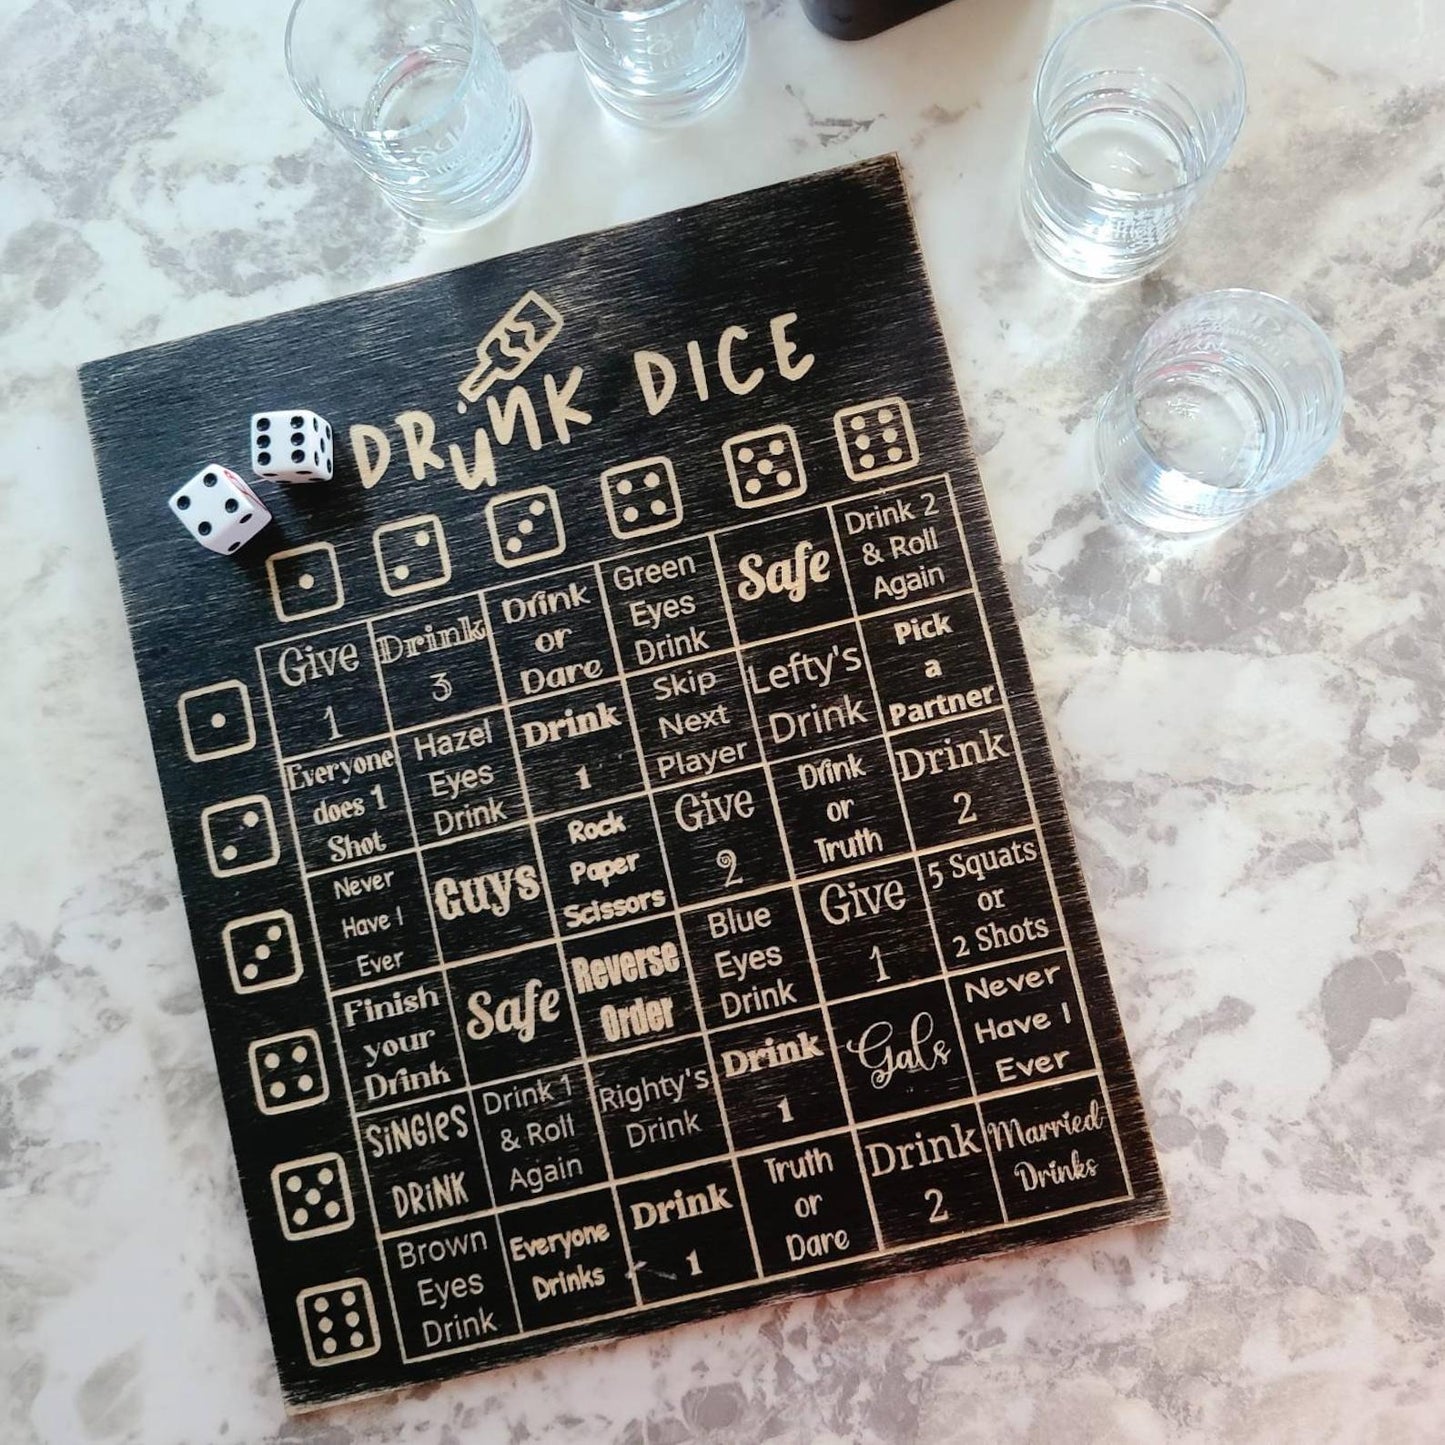 DRUNK DICE
Give
1
Drink
3
Drink
or
Dare
Green
Eyes
Drink
Safe
Drink 2
& Roll
Again
Everyone
does 1
Shot
Hazel
Eyes
Drink
Drink
1
Skip
Next
Player
Lefty's
Drink
Pick
a
Partner
Never
Have I
Ever
Guys
Rock
Paper
Scissors
Give
2
Drink
or
Truth
Drink
2
Finish
your
Drink
Safe
Reverse
Order
Blue
Eyes
Drink
Give
1
5 Squats
or
2 Shots
SiNGleS
DRiNK
Drink 1
& Roll
Again
Righty's
Drink
Drink
1
Gals
Never
Have I
Ever
Brown
Eyes
Drink
Everyone
Drinks
Drink
1
Truth
or
Dare
Drink
2
Married
Drinks